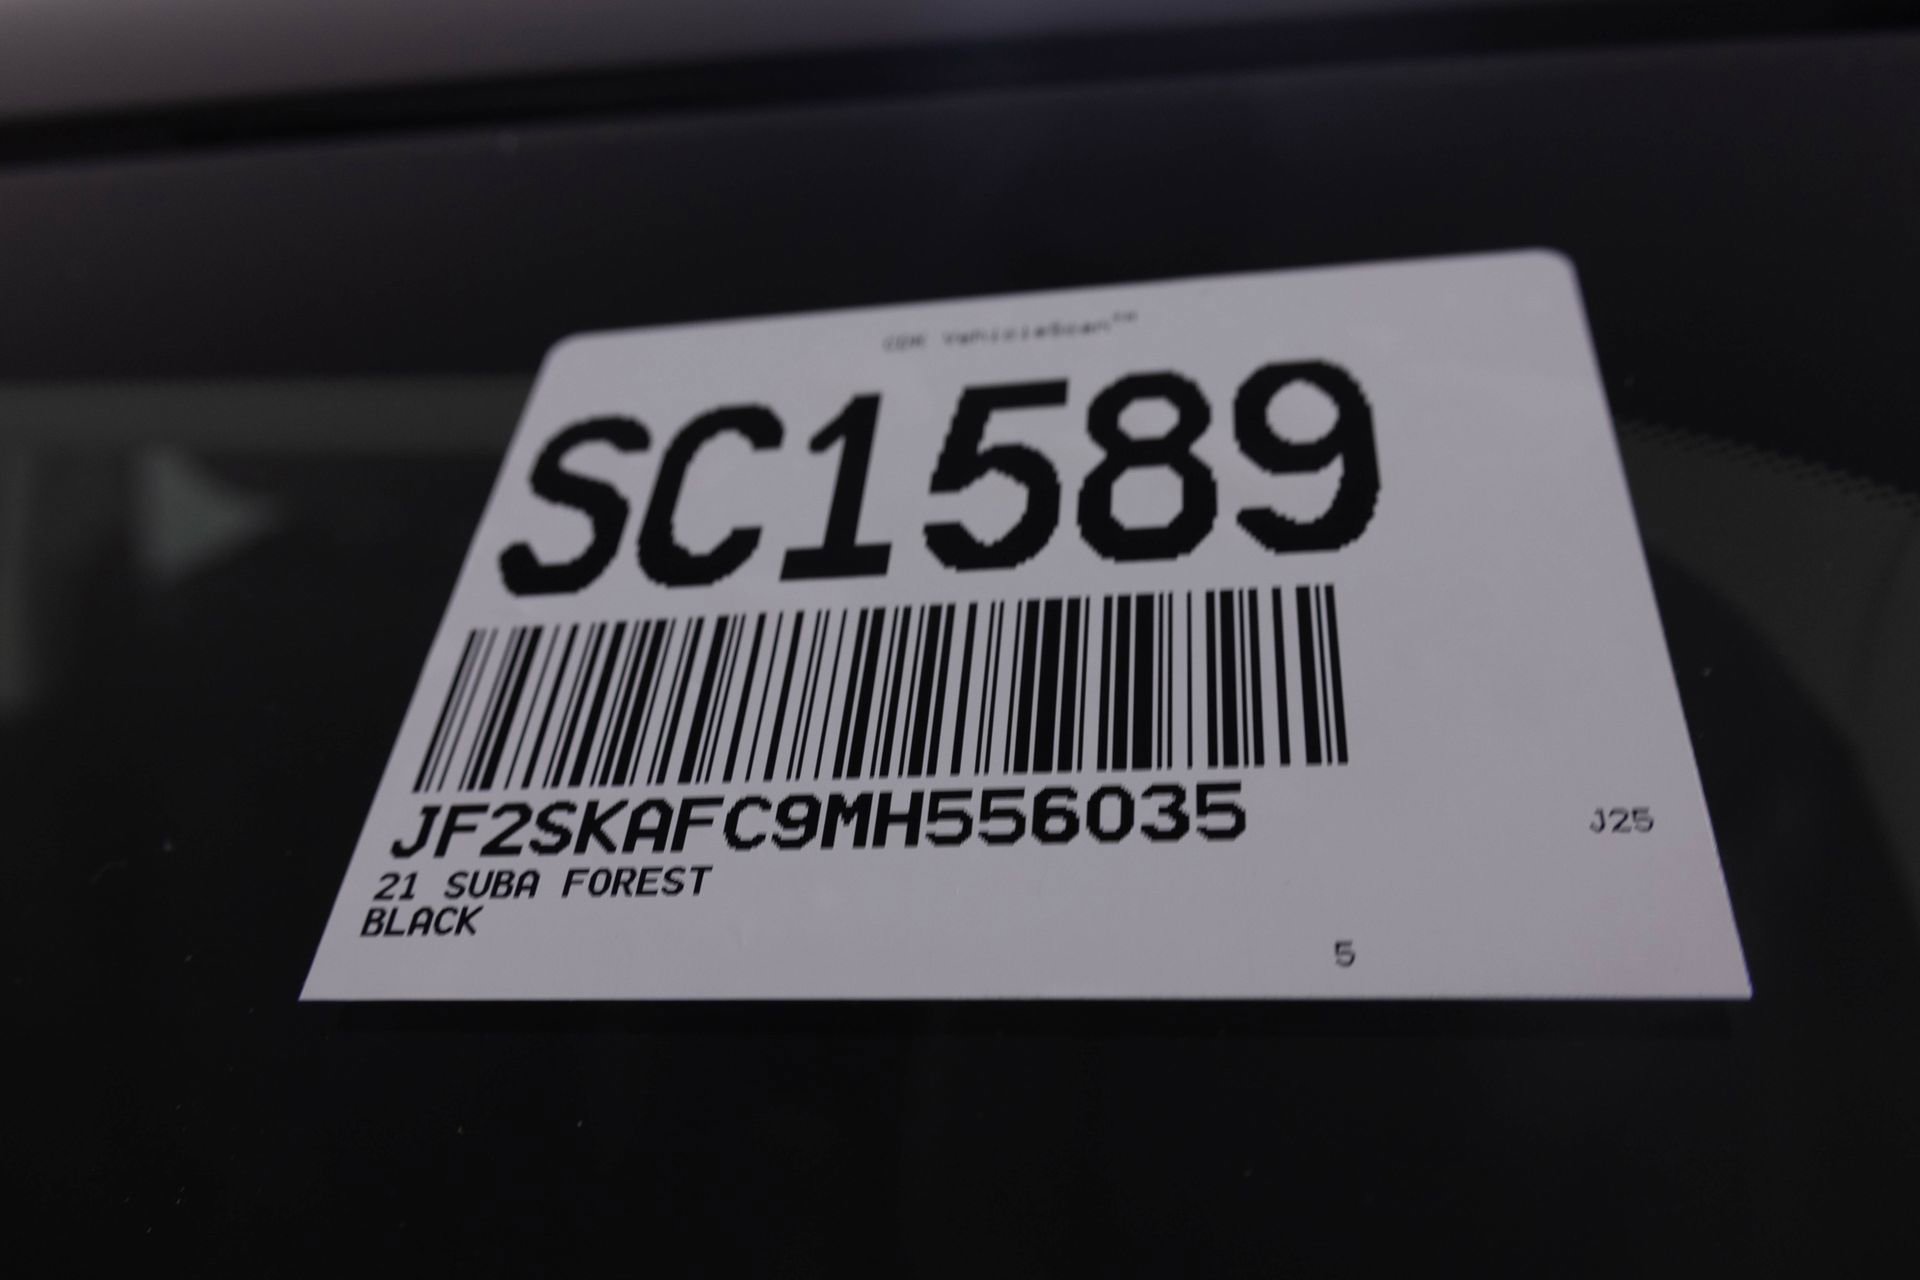 CDK VehicleScan™
SC1589
JF2SKAFC9MH556035
J25
21 SUBA FOREST
BLACK
5